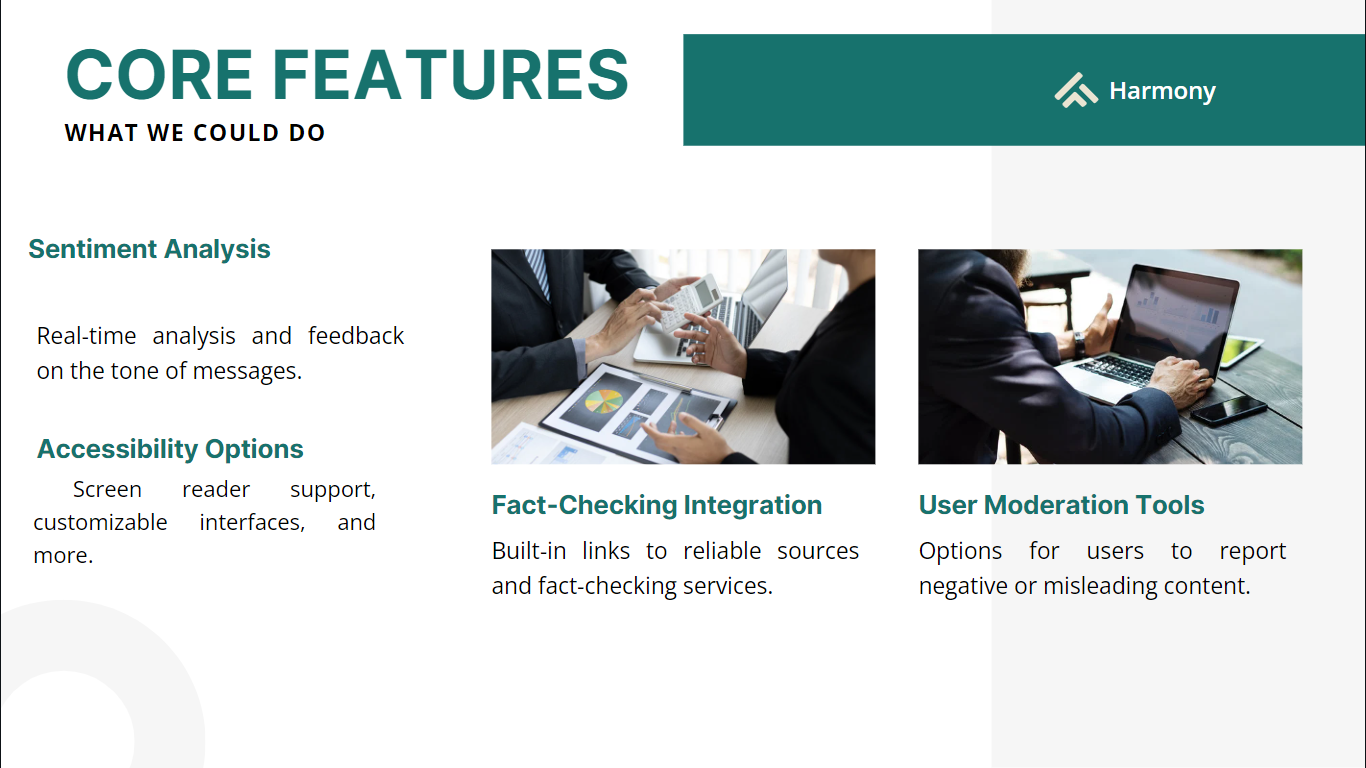 CORE FEATURES
WHAT WE COULD DO
Harmony
Sentiment Analysis
Real-time analysis and feedback
on the tone of messages.
Accessibility Options
Screen reader support,
customizable interfaces, and
more.
Fact-Checking Integration
Built-in links to reliable sources
and fact-checking services.
User Moderation Tools
Options for users to report
negative or misleading content.